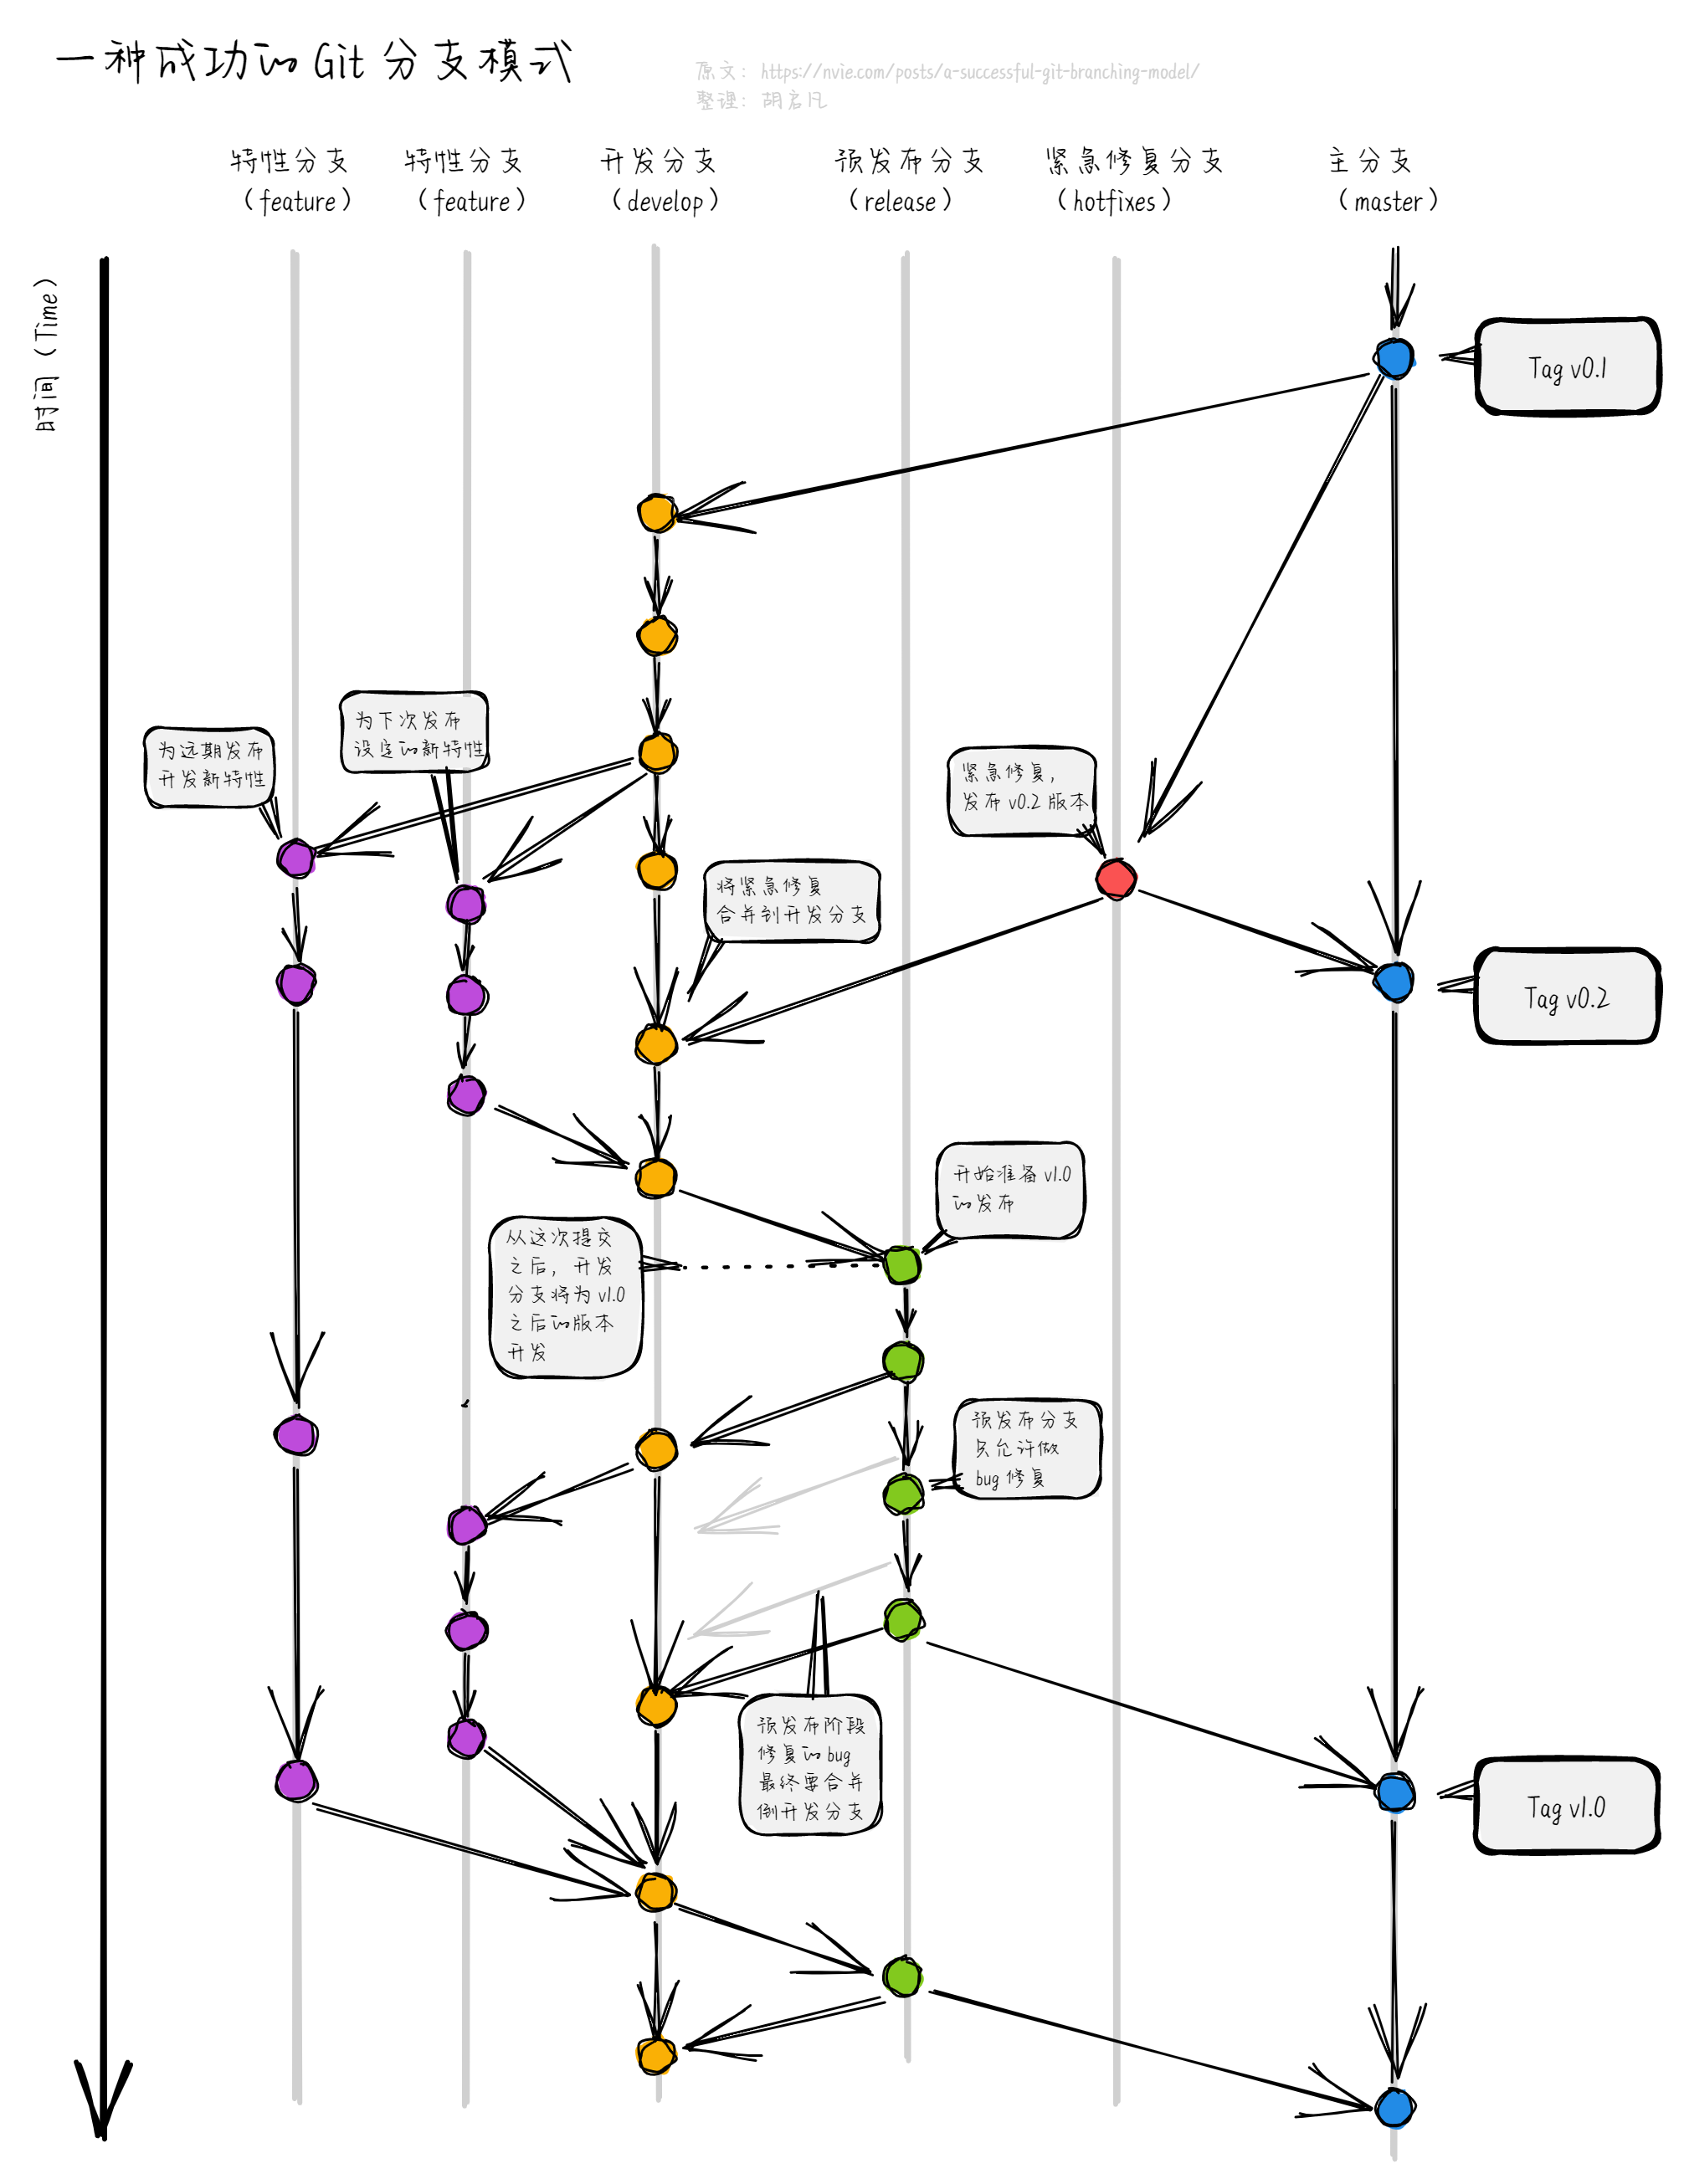 一种成功的Git分支模式
原文：https://nvie.com/posts/a-successful-git-branching-model/
整理：胡启凡
特性分支
（feature）
特性分支
（feature）
开发分支
（develop）
预发布分支
（release）
紧急修复分支
（hotfixes）
主分支
（master）
时间（Time）
Tag v0.1
为下次发布
设定的新特性
为远期发布
开发新特性
紧急修复，
发布 v0.2 版本
将紧急修复
合并到开发分支
Tag v0.2
开始准备 v1.0
的发布
从这次提交
之后，开发
分支将为 v1.0
之后的版本
开发
预发布分支
只允许做
bug 修复
预发布阶段
修复的bug
最终要合并
倒开发分支
Tag v1.0